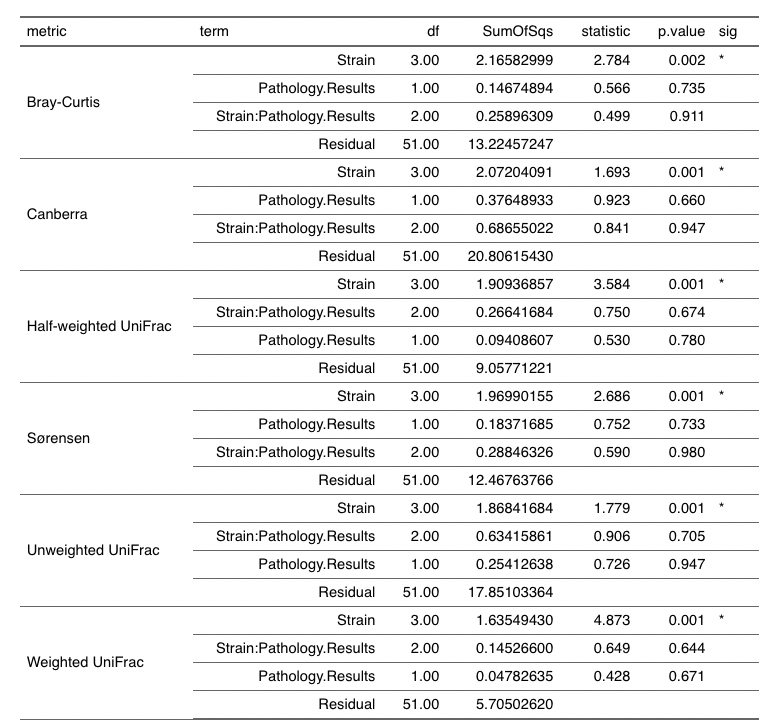 metric term df SumOfSqs statistic p.value sig
Strain 3.00 2.16582999 2.784 0.002 *
Pathology.Results 1.00 0.14674894 0.566 0.735
Bray-Curtis
Strain:Pathology.Results 2.00 0.25896309 0.499 0.911
Residual 51.00 13.22457247
Strain 3.00 2.07204091 1.693 0.001 *
Pathology.Results 1.00 0.37648933 0.923 0.660
Canberra
Strain:Pathology.Results 2.00 0.68655022 0.841 0.947
Residual 51.00 20.80615430
Strain 3.00 1.90936857 3.584 0.001 *
Strain:Pathology.Results 2.00 0.26641684 0.750 0.674
Half-weighted UniFrac
Pathology.Results 1.00 0.09408607 0.530 0.780
Residual 51.00 9.05771221
Strain 3.00 1.96990155 2.686 0.001 *
Pathology.Results 1.00 0.18371685 0.752 0.733
Sørensen
Strain:Pathology.Results 2.00 0.28846326 0.590 0.980
Residual 51.00 12.46763766
Strain 3.00 1.86841684 1.779 0.001 *
Strain:Pathology.Results 2.00 0.63415861 0.906 0.705
Unweighted UniFrac
Pathology.Results 1.00 0.25412638 0.726 0.947
Residual 51.00 17.85103364
Strain 3.00 1.63549430 4.873 0.001 *
Strain:Pathology.Results 2.00 0.14526600 0.649 0.644
Weighted UniFrac
Pathology.Results 1.00 0.04782635 0.428 0.671
Residual 51.00 5.70502620